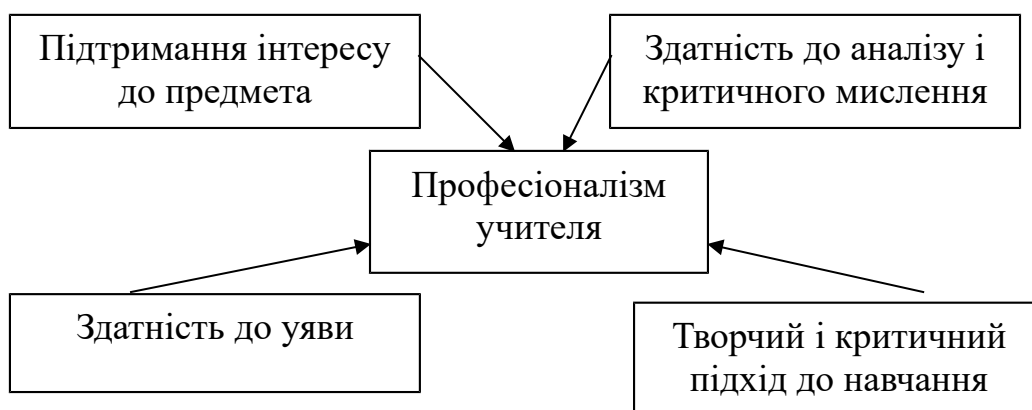 Підтримання інтересу
до предмета
Здатність до аналізу і
критичного мислення
Професіоналізм
учителя
Здатність до уяви
Творчий і критичний
підхід до навчання